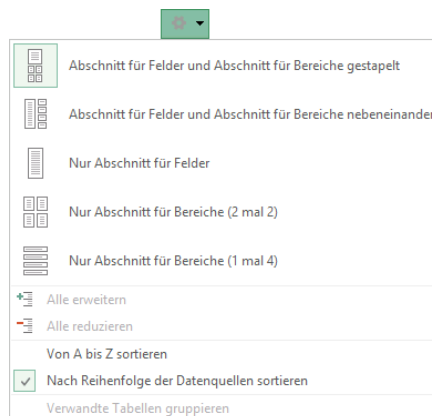 Abschnitt für Felder und Abschnitt für Bereiche gestapelt
Abschnitt für Felder und Abschnitt für Bereiche nebeneinander
Nur Abschnitt für Felder
Nur Abschnitt für Bereiche (2 mal 2)
Nur Abschnitt für Bereiche (1 mal 4)
Alle erweitern
Alle reduzieren
Von A bis Z sortieren
Nach Reihenfolge der Datenquellen sortieren
Verwandte Tabellen gruppieren